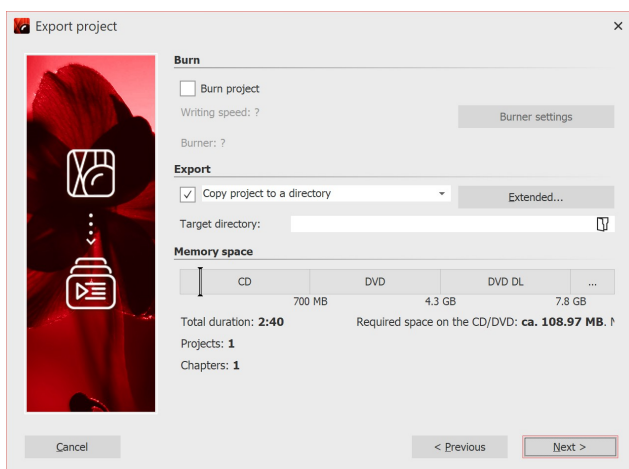 Export project
Burn
Burn project
Writing speed: ?
Burner settings
Burner: ?
Export
Copy project to a directory
Extended...
Target directory:
Memory space
CD DVD DVD DL ...
700 MB 4.3 GB 7.8 GB
Total duration: 2:40 Required space on the CD/DVD: ca. 108.97 MB.
Projects: 1
Chapters: 1
Cancel < Previous Next >